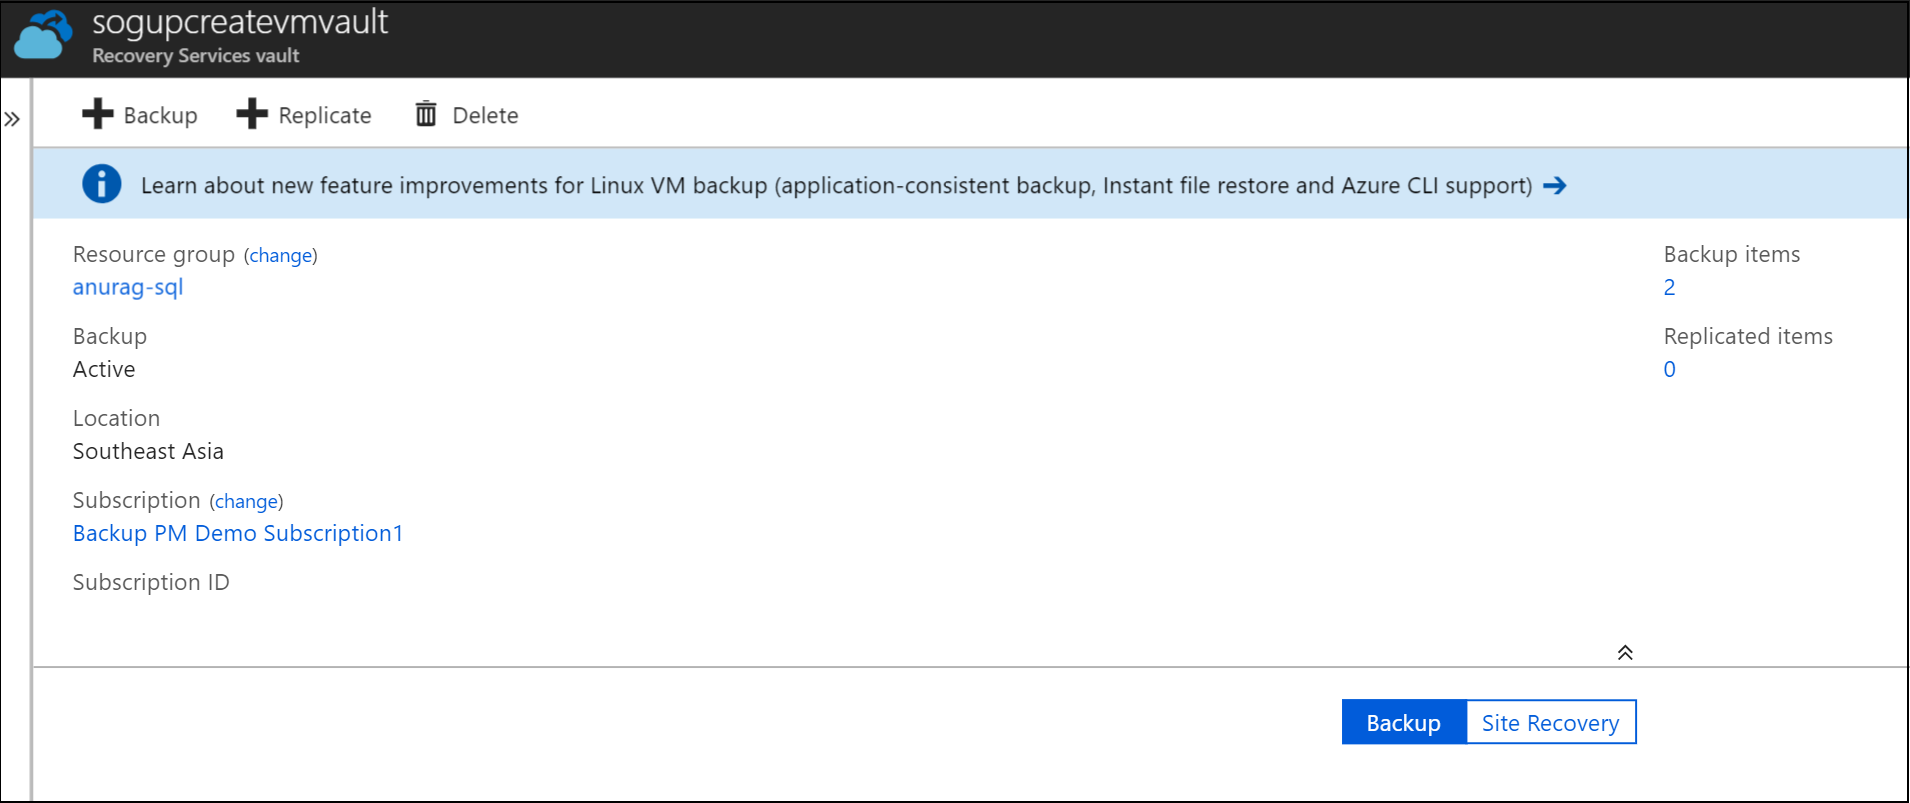 sogupcreatevmvault
Recovery Services vault
Backup
Replicate
Delete
Learn about new feature improvements for Linux VM backup (application-consistent backup, Instant file restore and Azure CLI support)
Resource group (change)
anurag-sql
Backup
Active
Location
Southeast Asia
Subscription (change)
Backup PM Demo Subscription1
Subscription ID
Backup items
2
Replicated items
0
Backup
Site Recovery